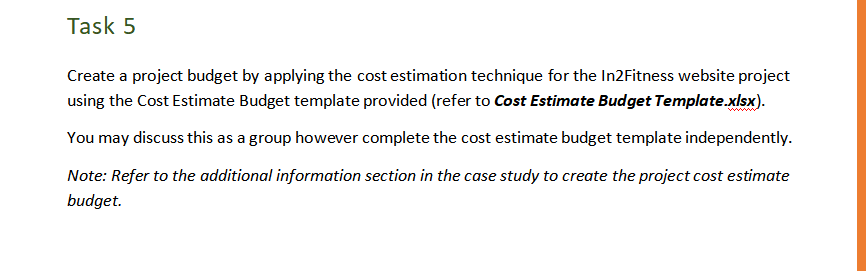 Task 5
Create a project budget by applying the cost estimation technique for the In2Fitness website project
using the Cost Estimate Budget template provided (refer to Cost Estimate Budget Template.xlsx).
You may discuss this as a group however complete the cost estimate budget template independently.
Note: Refer to the additional information section in the case study to create the project cost estimate
budget.